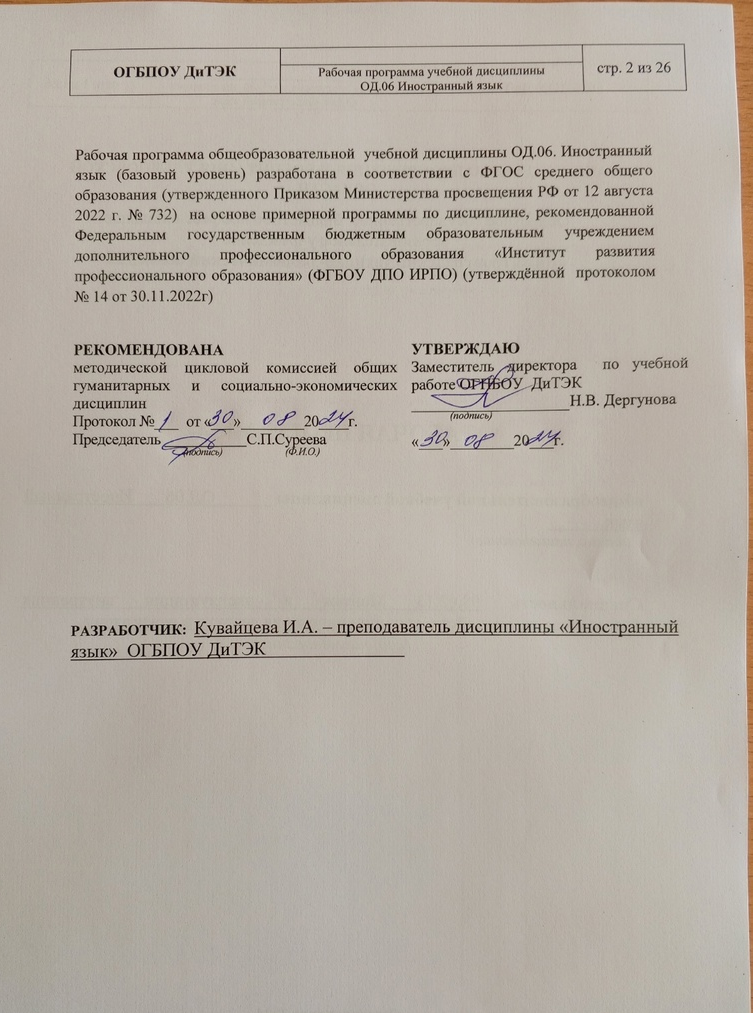 ОГБПОУ ДиТЭК
Рабочая программа учебной дисциплины
ОД.06 Иностранный язык
стр. 2 из 26
Рабочая программа общеобразовательной учебной дисциплины ОД.06. Иностранный
язык (базовый уровень) разработана в соответствии с ФГОС среднего общего
образования (утвержденного Приказом Министерства просвещения РФ от 12 августа
2022 г. № 732) на основе примерной программы по дисциплине, рекомендованной
Федеральным государственным бюджетным образовательным учреждением
дополнительного профессионального образования «Институт развития
профессионального образования» (ФГБОУ ДПО ИРПО) (утверждённой протоколом
№ 14 от 30.11.2022г)
РЕКОМЕНДОВАНА
методической цикловой комиссией общих
гуманитарных и социально-экономических
дисциплин
Протокол № 1 от «30» 08 2024г.
Председатель С.П.Суреева
(подпись) (Ф.И.О.)
УТВЕРЖДАЮ
Заместитель директора по учебной
работе ОГБПОУ ДиТЭК
Н.В. Дергунова
(подпись)
«30» 08 2024г.
РАЗРАБОТЧИК: Кувайцева И.А. – преподаватель дисциплины «Иностранный
язык» ОГБПОУ ДиТЭК